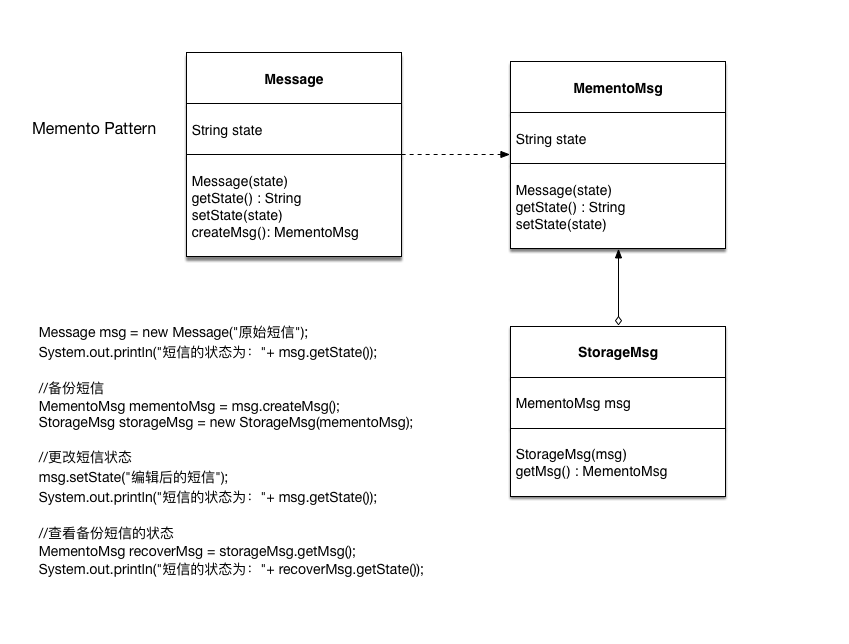 Memento Pattern
Message
String state
Message(state)
getState() : String
setState(state)
createMsg(): MementoMsg
MementoMsg
String state
Message(state)
getState() : String
setState(state)
StorageMsg
MementoMsg msg
StorageMsg(msg)
getMsg() : MementoMsg
Message msg = new Message("原始短信");
System.out.println("短信的状态为："+ msg.getState());
//备份短信
MementoMsg mementoMsg = msg.createMsg();
StorageMsg storageMsg = new StorageMsg(mementoMsg);
//更改短信状态
msg.setState("编辑后的短信");
System.out.println("短信的状态为："+ msg.getState());
//查看备份短信的状态
MementoMsg recoverMsg = storageMsg.getMsg();
System.out.println("短信的状态为："+ recoverMsg.getState());